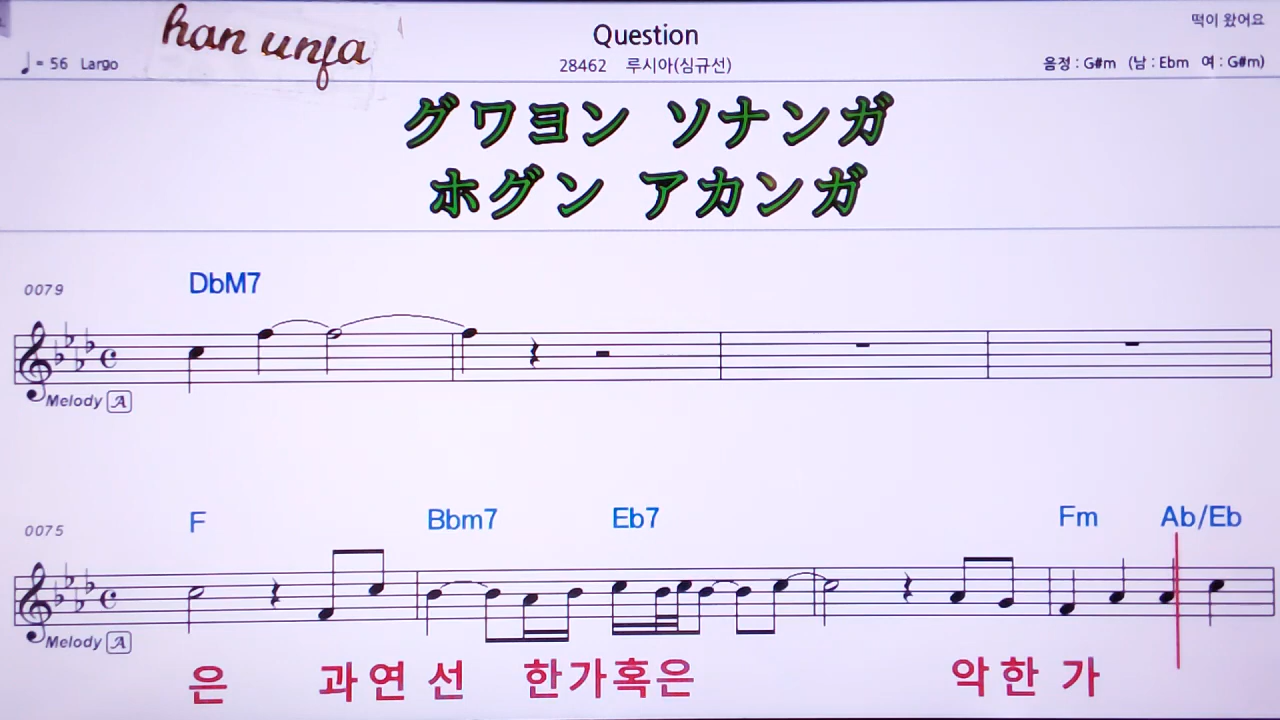 떡이 왔어요
han unfa
Question
♩ = 56 Largo
28462 루시아(심규선)
음정 : G#m (남 : Ebm 여 : G#m)
グワヨン ソナンガ
ホグン アカンガ
DbM7
0079
Melody A
F Bbm7 Eb7 Fm Ab/Eb
0075
Melody A
은 과 연 선 한 가 혹 은 악 한 가